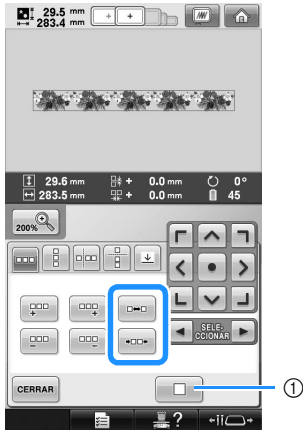 29.5 mm
283.4 mm
29.6 mm
0.0 mm
0°
283.5 mm
0.0 mm
45
200%
SELE-
CCIONAR
CERRAR
1